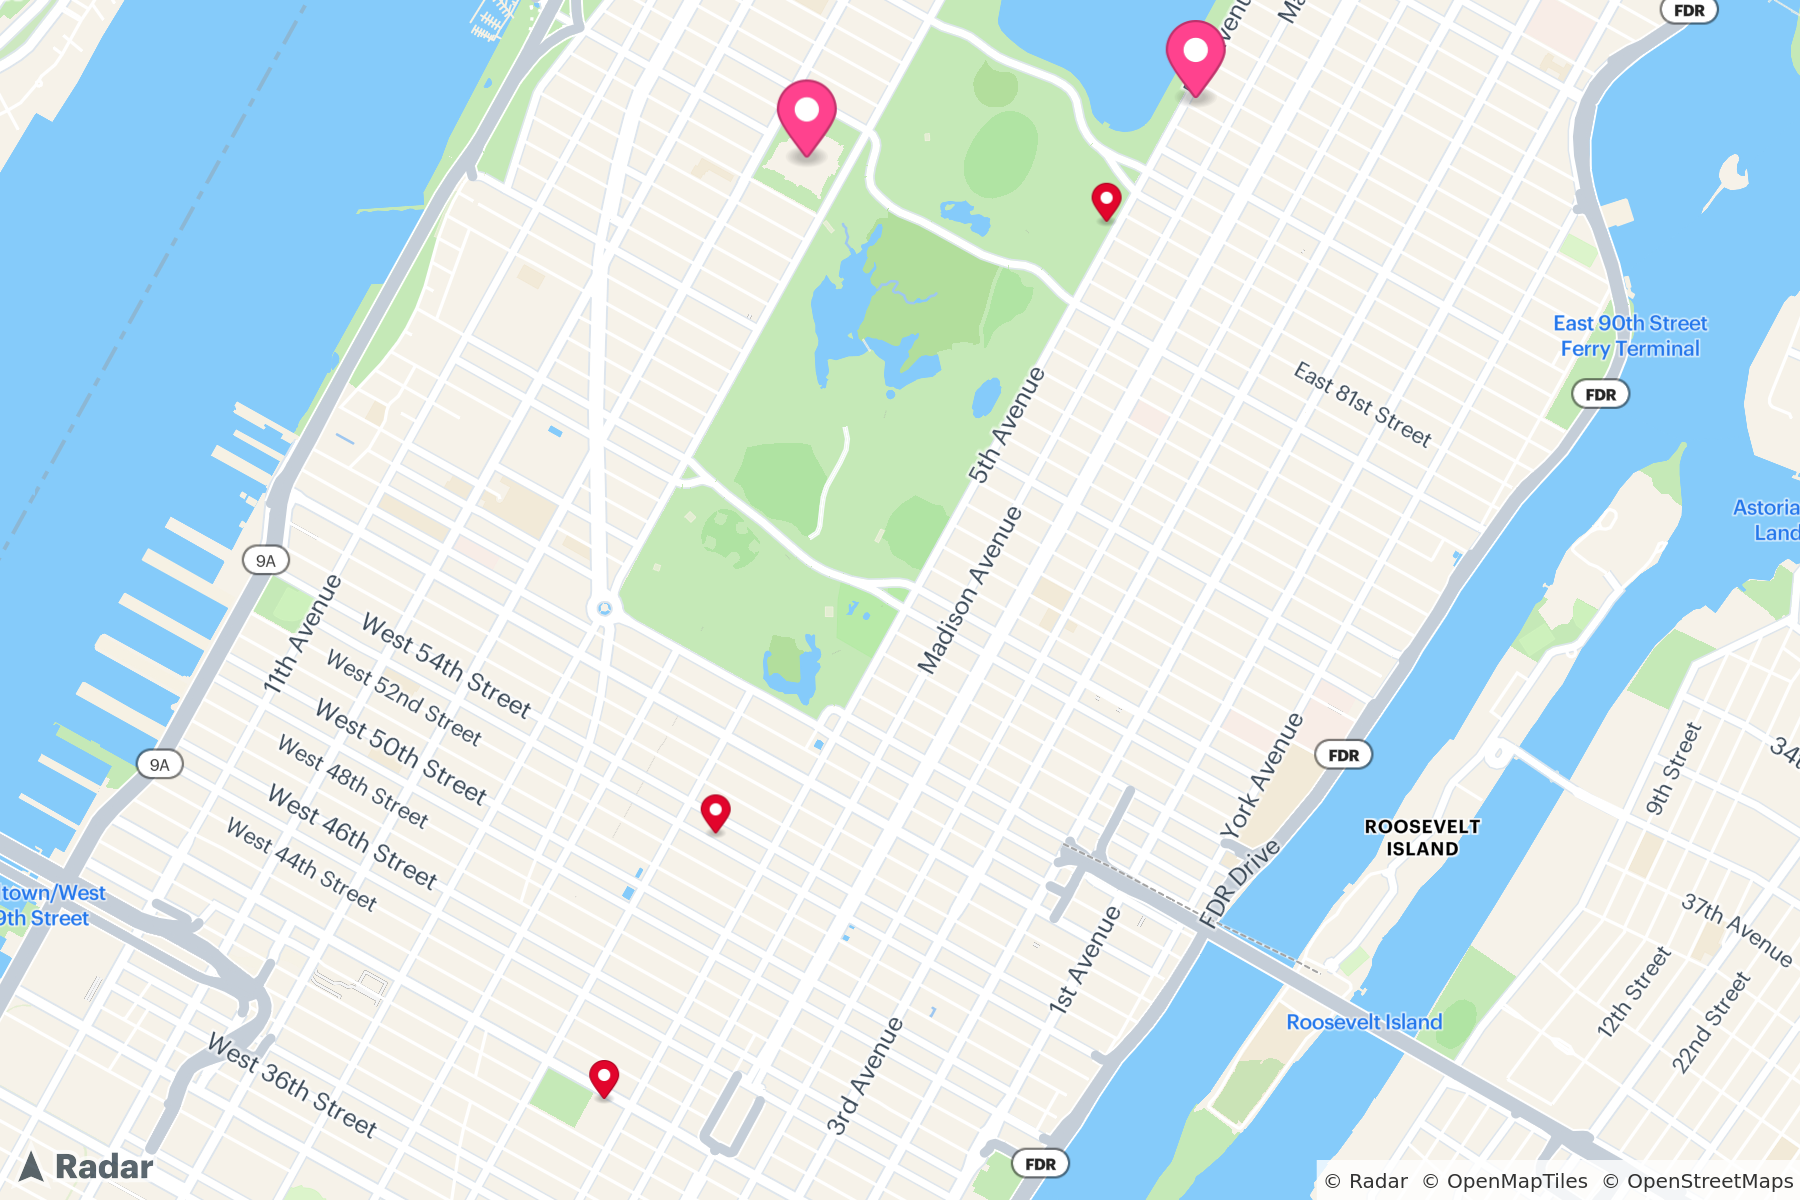 FDR
East 90th Street
Ferry Terminal
FDR
East 81st Street
5th Avenue
Madison Avenue
Astoria
Land
9A
11th Avenue
West 54th Street
West 52nd Street
West 50th Street
West 48th Street
West 46th Street
West 44th Street
9A
FDR
York Avenue
9th Street
ROOSEVELT
ISLAND
FDR Drive
town/West
9th Street
1st Avenue
37th Avenue
12th Street
22nd Street
Roosevelt Island
3rd Avenue
West 36th Street
FDR
Radar
© Radar © OpenMapTiles © OpenStreetMaps